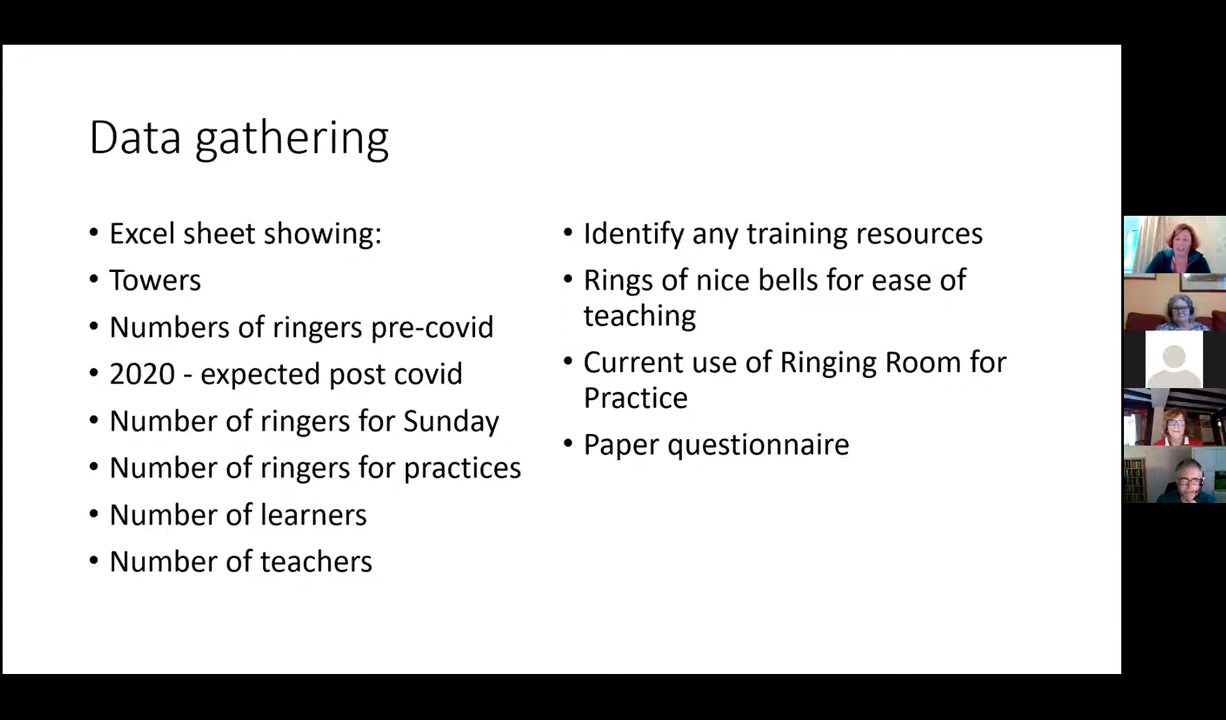 Data gathering
• Excel sheet showing:
• Towers
• Numbers of ringers pre-covid
• 2020 - expected post covid
• Number of ringers for Sunday
• Number of ringers for practices
• Number of learners
• Number of teachers
• Identify any training resources
• Rings of nice bells for ease of
teaching
• Current use of Ringing Room for
Practice
• Paper questionnaire